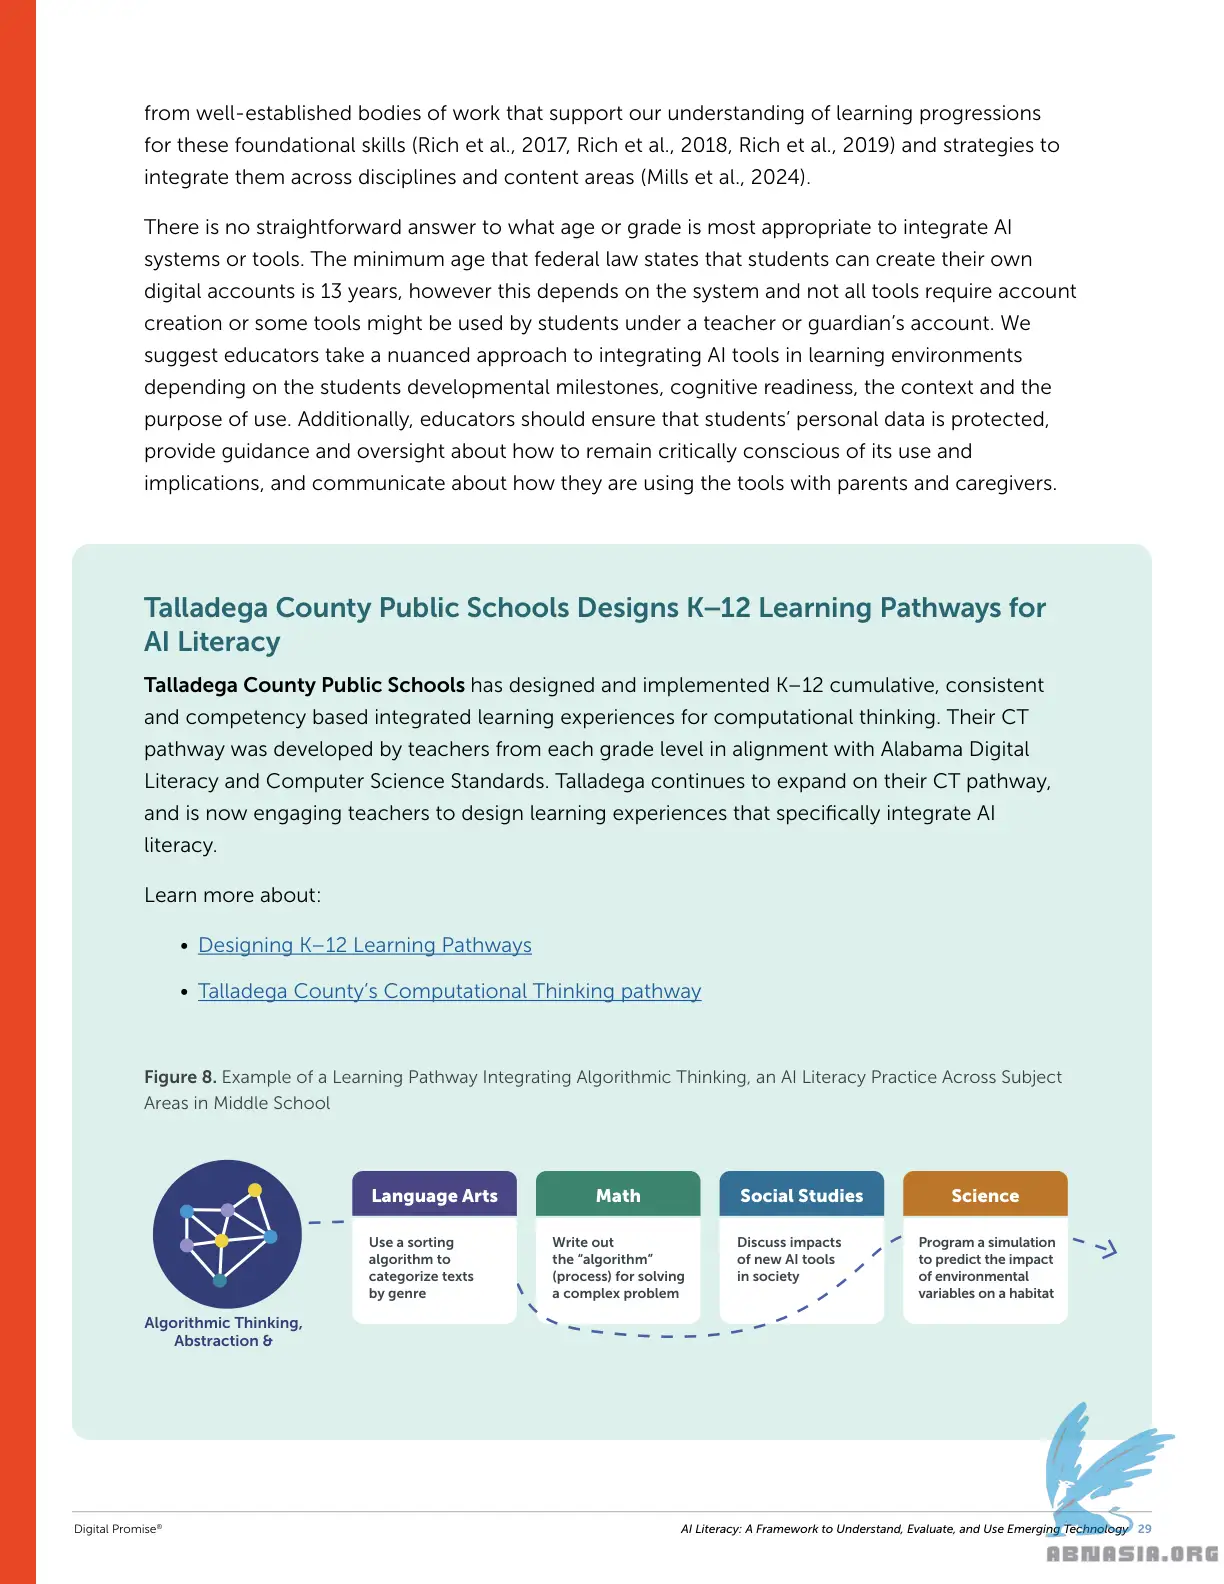 from well-established bodies of work that support our understanding of learning progressions
for these foundational skills (Rich et al., 2017, Rich et al., 2018, Rich et al., 2019) and strategies to
integrate them across disciplines and content areas (Mills et al., 2024).
There is no straightforward answer to what age or grade is most appropriate to integrate AI
systems or tools. The minimum age that federal law states that students can create their own
digital accounts is 13 years, however this depends on the system and not all tools require account
creation or some tools might be used by students under a teacher or guardian’s account. We
suggest educators take a nuanced approach to integrating AI tools in learning environments
depending on the students developmental milestones, cognitive readiness, the context and the
purpose of use. Additionally, educators should ensure that students’ personal data is protected,
provide guidance and oversight about how to remain critically conscious of its use and
implications, and communicate about how they are using the tools with parents and caregivers.
Talladega County Public Schools Designs K–12 Learning Pathways for
AI Literacy
Talladega County Public Schools has designed and implemented K–12 cumulative, consistent
and competency based integrated learning experiences for computational thinking. Their CT
pathway was developed by teachers from each grade level in alignment with Alabama Digital
Literacy and Computer Science Standards. Talladega continues to expand on their CT pathway,
and is now engaging teachers to design learning experiences that specifically integrate AI
literacy.
Learn more about:
• Designing K–12 Learning Pathways
• Talladega County’s Computational Thinking pathway
Figure 8. Example of a Learning Pathway Integrating Algorithmic Thinking, an AI Literacy Practice Across Subject
Areas in Middle School
Algorithmic Thinking,
Abstraction &
Language Arts
Use a sorting
algorithm to
categorize texts
by genre
Math
Write out
the “algorithm”
(process) for solving
a complex problem
Social Studies
Discuss impacts
of new AI tools
in society
Science
Program a simulation
to predict the impact
of environmental
variables on a habitat
Digital Promise®
AI Literacy: A Framework to Understand, Evaluate, and Use Emerging Technology 29
ABNASIA.ORG